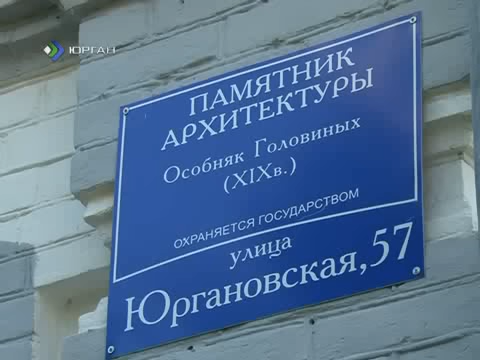 ЮРГАН
ПАМЯТНИК
АРХИТЕКТУРЫ
Особняк Головиных
(XIXв.)
ОХРАНЯЕТСЯ ГОСУДАРСТВОМ
улица
Юргановская,57